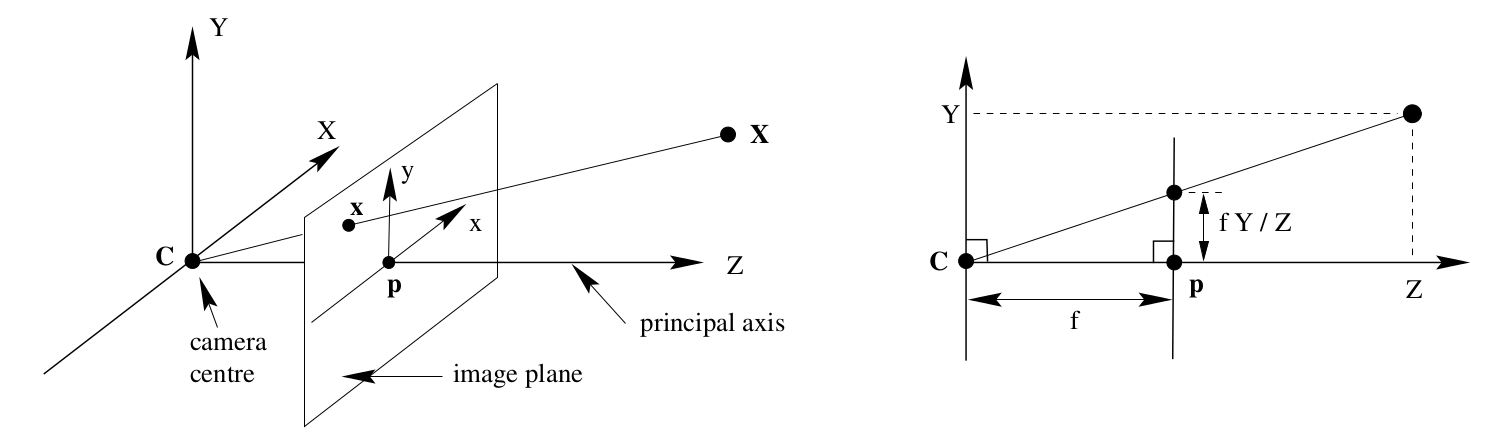 Y
X
X
y
x
x
C
Z
p
principal axis
camera
centre
image plane
Y
f Y / Z
C
p
Z
f